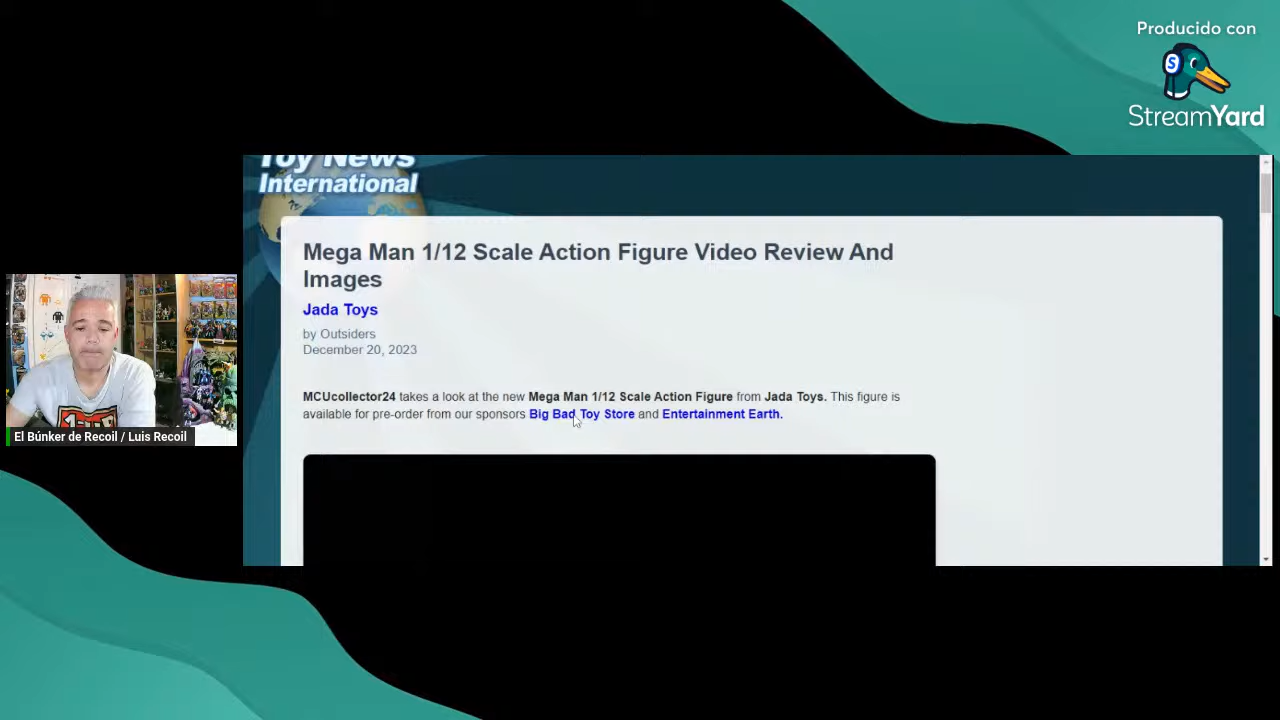 Producido con
StreamYard
Toy News
International
Mega Man 1/12 Scale Action Figure Video Review And
Images
Jada Toys
by Outsiders
December 20, 2023
MCUcollector24 takes a look at the new Mega Man 1/12 Scale Action Figure from Jada Toys. This figure is
available for pre-order from our sponsors Big Bad Toy Store and Entertainment Earth.
El Búnker de Recoil / Luis Recoil